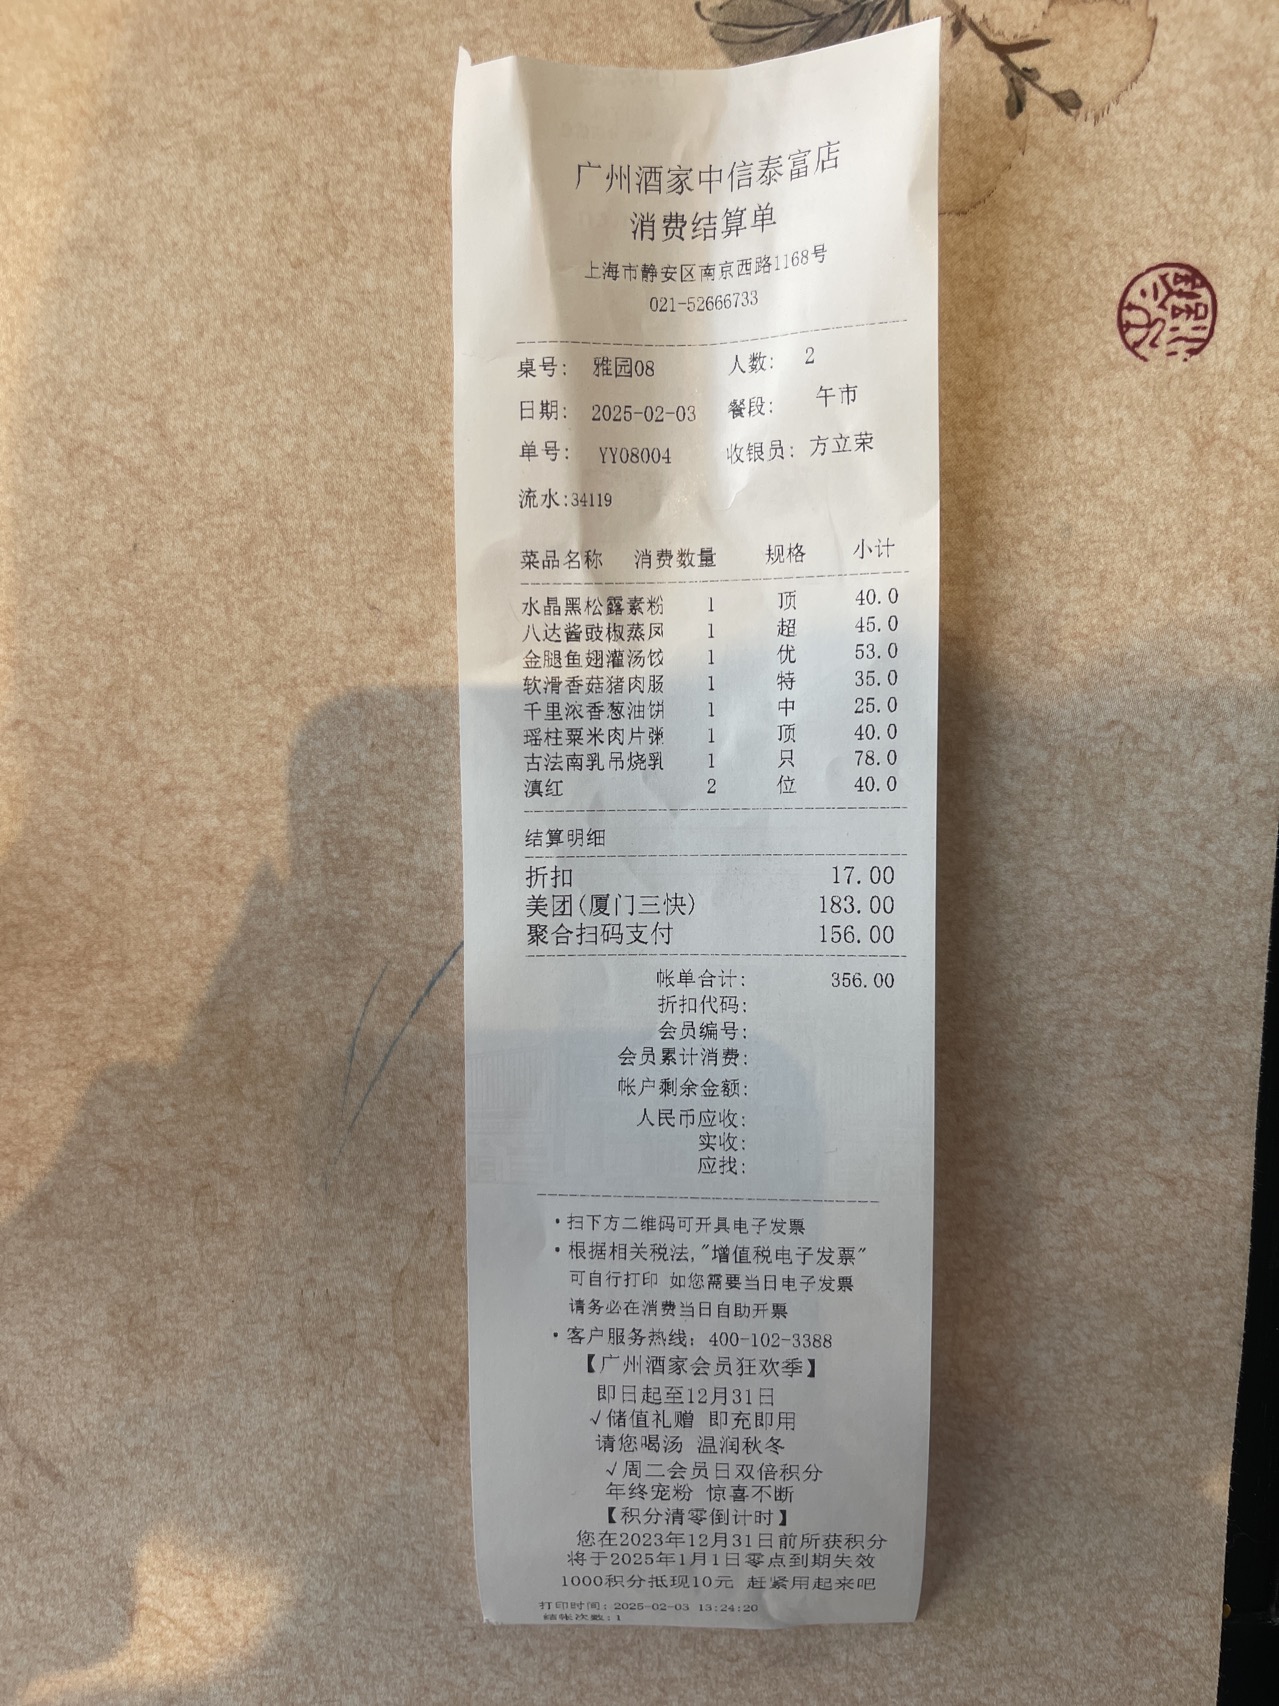 广州酒家中信泰富店
消费结算单
上海市静安区南京西路1168号
021-52666733
桌号： 雅园08 人数： 2
日期： 2025-02-03 餐段： 午市
单号： YY08004 收银员：方立荣
流水:34119
菜品名称 消费数量 规格 小计
水晶黑松露素粉 1 顶 40.0
八达酱豉椒蒸凤 1 超 45.0
金腿鱼翅灌汤饺 1 优 53.0
软滑香菇猪肉肠 1 特 35.0
千里浓香葱油饼 1 中 25.0
瑶柱粟米肉片粥 1 顶 40.0
古法南乳吊烧乳 1 只 78.0
滇红 2 位 40.0
结算明细
折扣 17.00
美团(厦门三快) 183.00
聚合扫码支付 156.00
帐单合计： 356.00
折扣代码：
会员编号：
会员累计消费：
帐户剩余金额：
人民币应收：
实收：
应找：
·扫下方二维码可开具电子发票
·根据相关税法,"增值税电子发票"
可自行打印 如您需要当日电子发票
请务必在消费当日自助开票
·客户服务热线：400-102-3388
【广州酒家会员狂欢季】
即日起至12月31日
√储值礼赠 即充即用
请您喝汤 温润秋冬
√周二会员日双倍积分
年终宠粉 惊喜不断
【积分清零倒计时】
您在2023年12月31日前所获积分
将于2025年1月1日零点到期失效
1000积分抵现10元 赶紧用起来吧
打印时间：2025-02-03 13:24:20
结帐次数：1